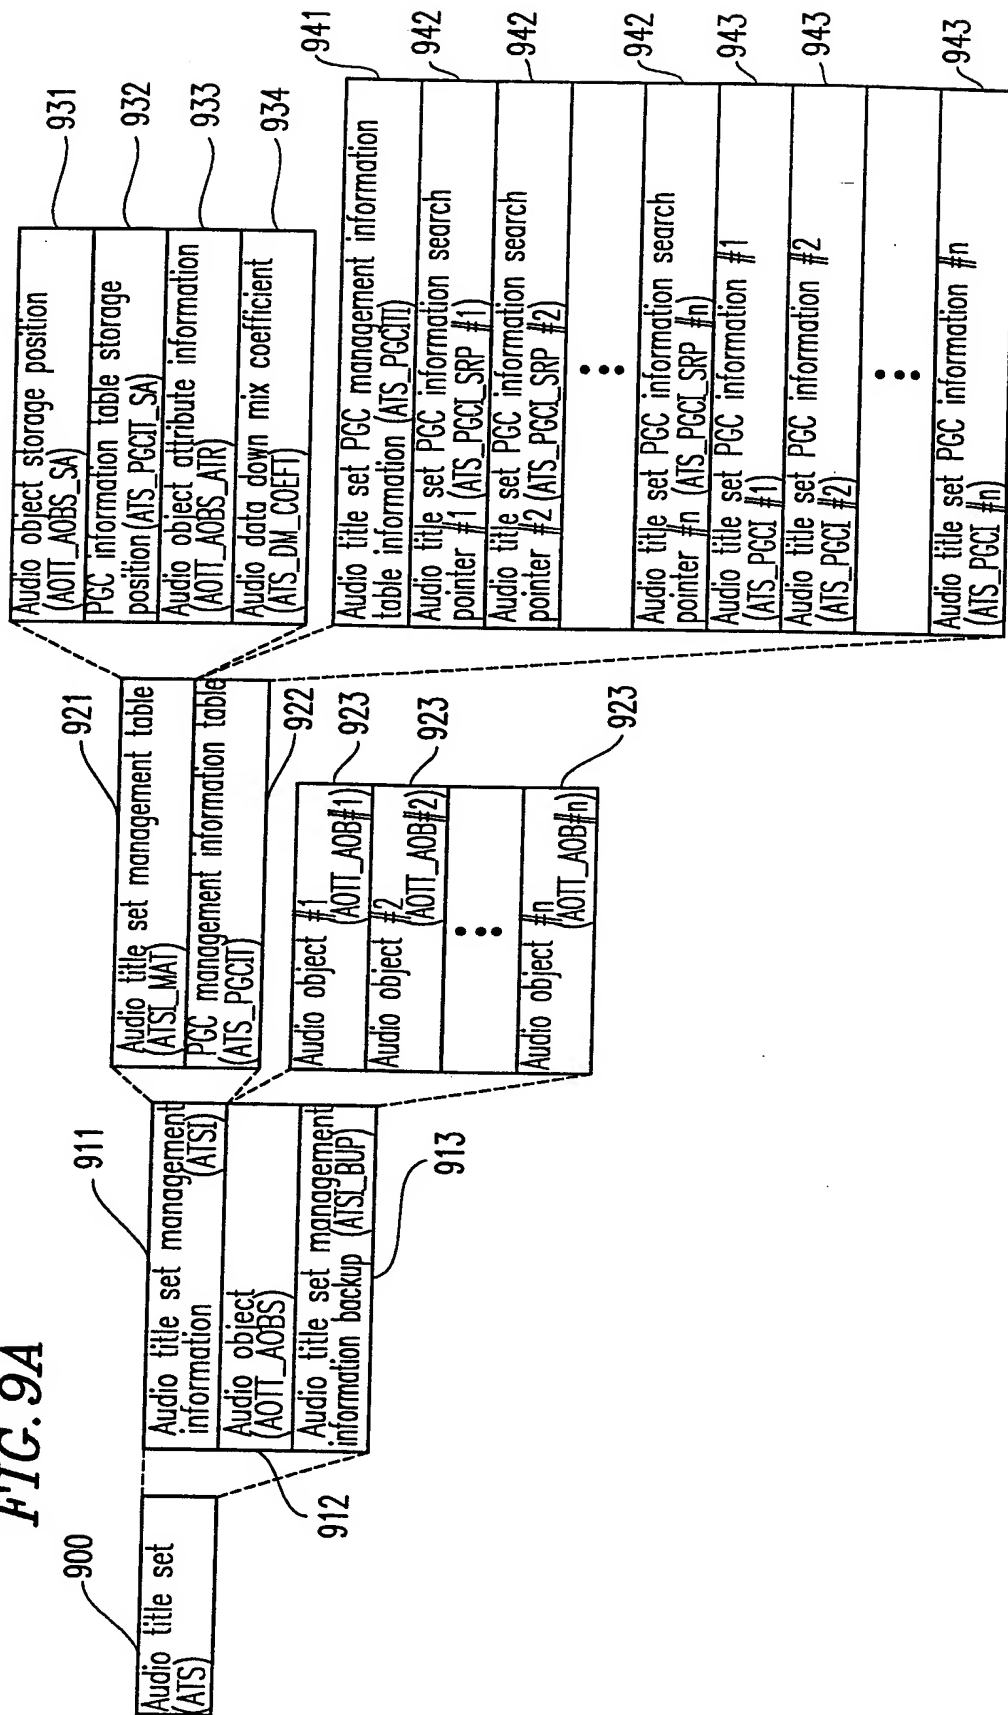 FIG. 9A
900
Audio title set
(ATS)
911
Audio title set management
information (ATSI)
Audio object
(AOTT_AOBS)
Audio title set management
information backup (ATSI_BUP)
912
913
921
Audio title set management table
(ATSI_MAT)
PGC management information table
(ATS_PGCIT)
922
Audio object #1
(AOTT_AOB#1)
923
Audio object #2
(AOTT_AOB#2)
923
•••
Audio object #n
(AOTT_AOB#n)
923
Audio object storage position
(AOTT_AOBS_SA)
931
PGC information table storage
position (ATS_PGCIT_SA)
932
Audio object attribute information
(AOTT_AOBS_ATR)
933
Audio data down mix coefficient
(ATS_DM_COEFT)
934
Audio title set PGC management information
table information (ATS_PGCITI)
941
Audio title set PGC information search
pointer #1 (ATS_PGCI_SRP #1)
942
Audio title set PGC information search
pointer #2 (ATS_PGCI_SRP #2)
942
•••
Audio title set PGC information search
pointer #n (ATS_PGCI_SRP #n)
942
Audio title set PGC information #1
(ATS_PGCI #1)
943
Audio title set PGC information #2
(ATS_PGCI #2)
943
•••
Audio title set PGC information #n
(ATS_PGCI #n)
943